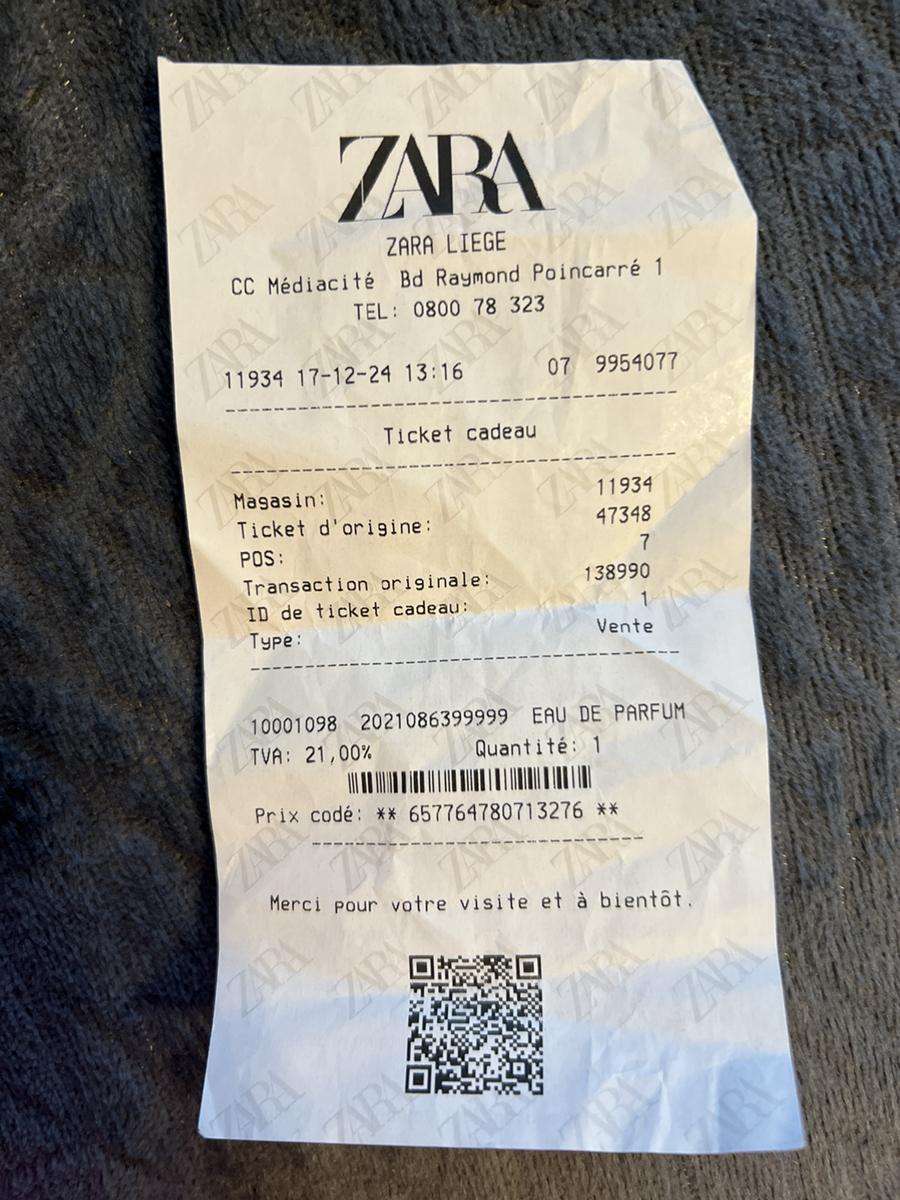 ZARA
ZARA LIEGE
CC Médiacité Bd Raymond Poincarré 1
TEL: 0800 78 323
11934 17-12-24 13:16 07 9954077
Ticket cadeau
Magasin: 11934
Ticket d'origine: 47348
POS: 7
Transaction originale: 138990
ID de ticket cadeau: 1
Type: Vente
10001098 2021086399999 EAU DE PARFUM
TVA: 21,00% Quantité: 1
Prix codé: ** 657764780713276 **
Merci pour votre visite et à bientôt.